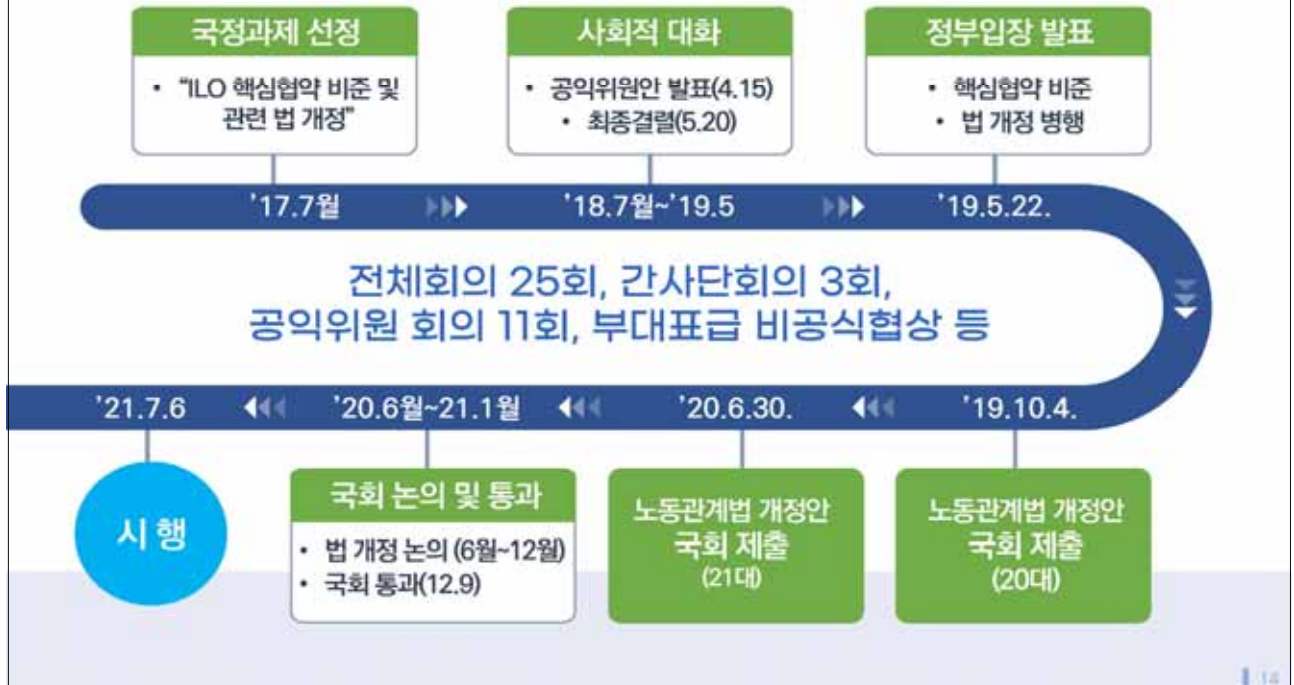 국정과제 선정
• "ILO 핵심협약 비준 및
관련 법 개정"
사회적 대화
• 공익위원안 발표(4.15)
• 최종결렬(5.20)
정부입장 발표
• 핵심협약 비준
• 법 개정 병행
'17.7월
'18.7월~'19.5
'19.5.22.
전체회의 25회, 간사단회의 3회,
공익위원 회의 11회, 부대표급 비공식협상 등
'21.7.6
'20.6월~21.1월
'20.6.30.
'19.10.4.
시 행
국회 논의 및 통과
• 법 개정 논의 (6월~12월)
• 국회 통과(12.9)
노동관계법 개정안
국회 제출
(21대)
노동관계법 개정안
국회 제출
(20대)
14